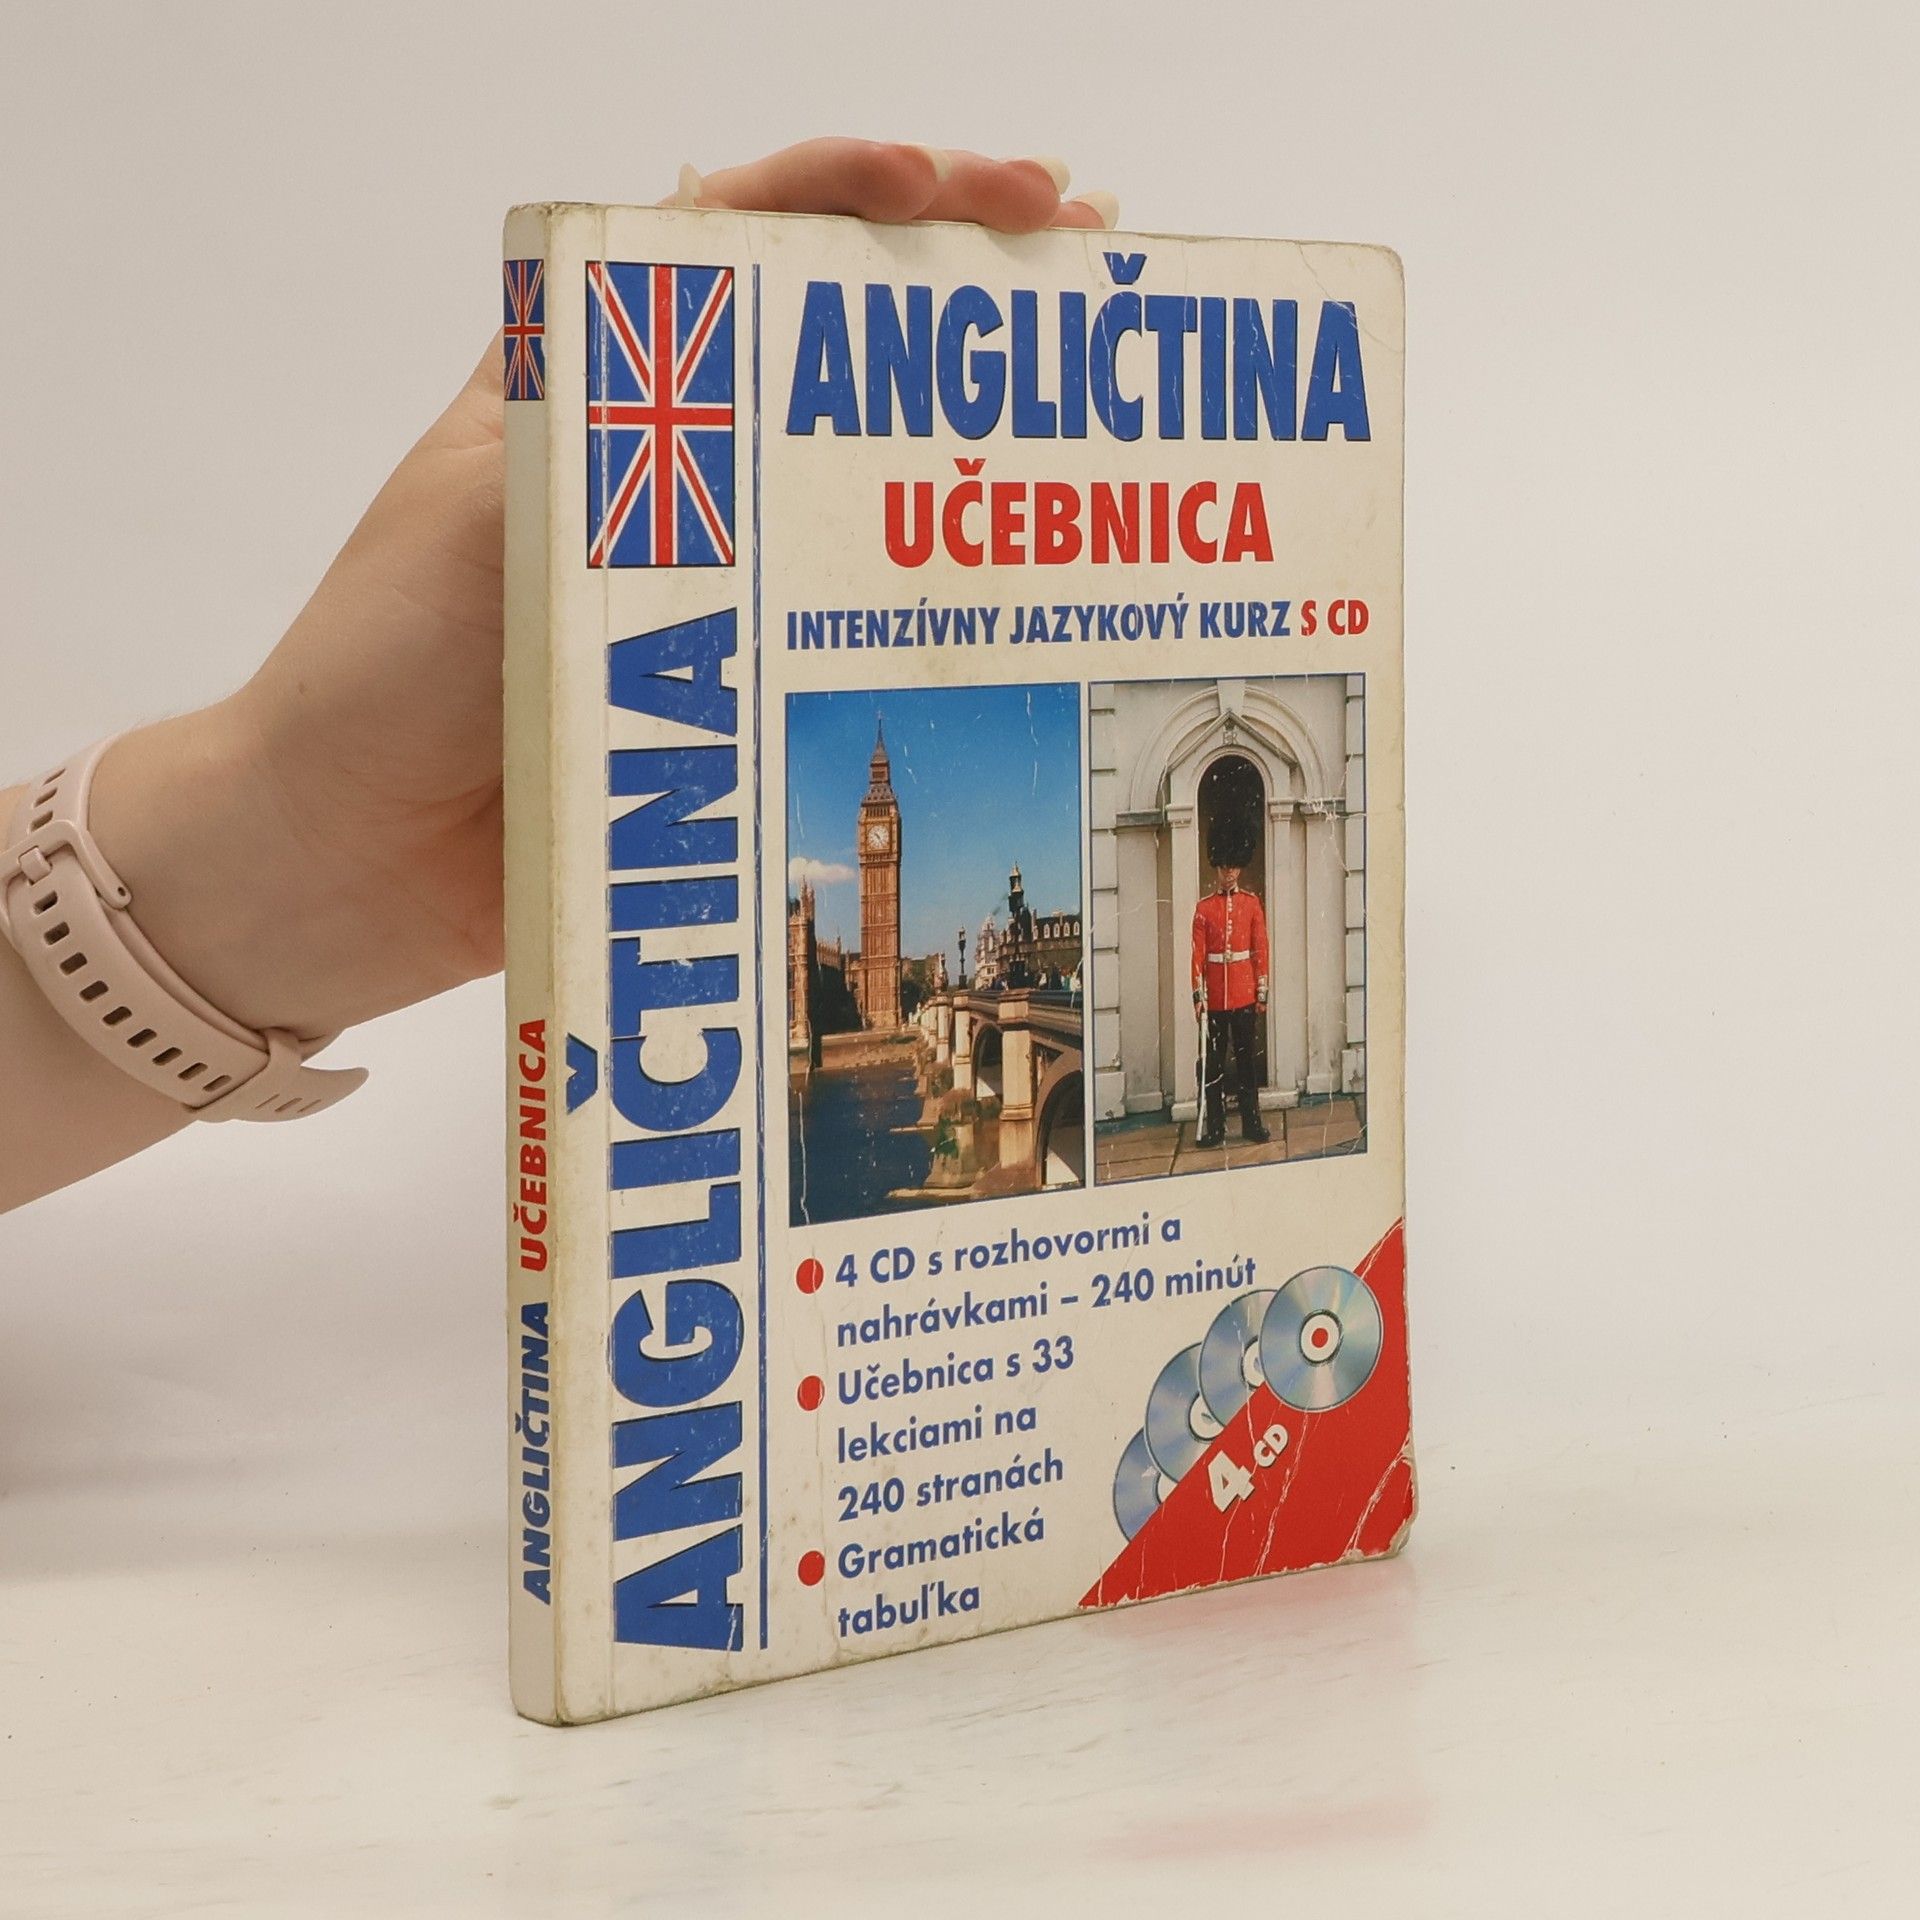 ANGLIČTINA UČEBNICA
ANGLIČTINA
ANGLIČTINA
UČEBNICA
INTENZÍVNY JAZYKOVÝ KURZ S CD
4 CD s rozhovormi a
nahrávkami – 240 minút
Učebnica s 33
lekciami na
240 stranách
Gramatická
tabuľka
4 CD